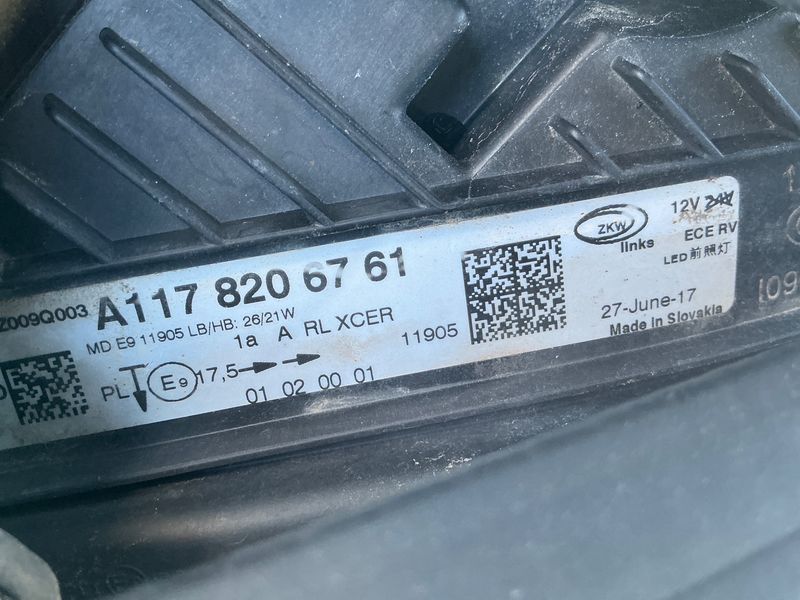 Z009Q003 A117 820 67 61
MD E9 11905 LB/HB: 26/21W
1a A RL XCER
11905
PL E9 17,5
01 02 00 01
ZKW
links
12V 24V
ECE RV
LED前照灯
27-June-17
Made in Slovakia